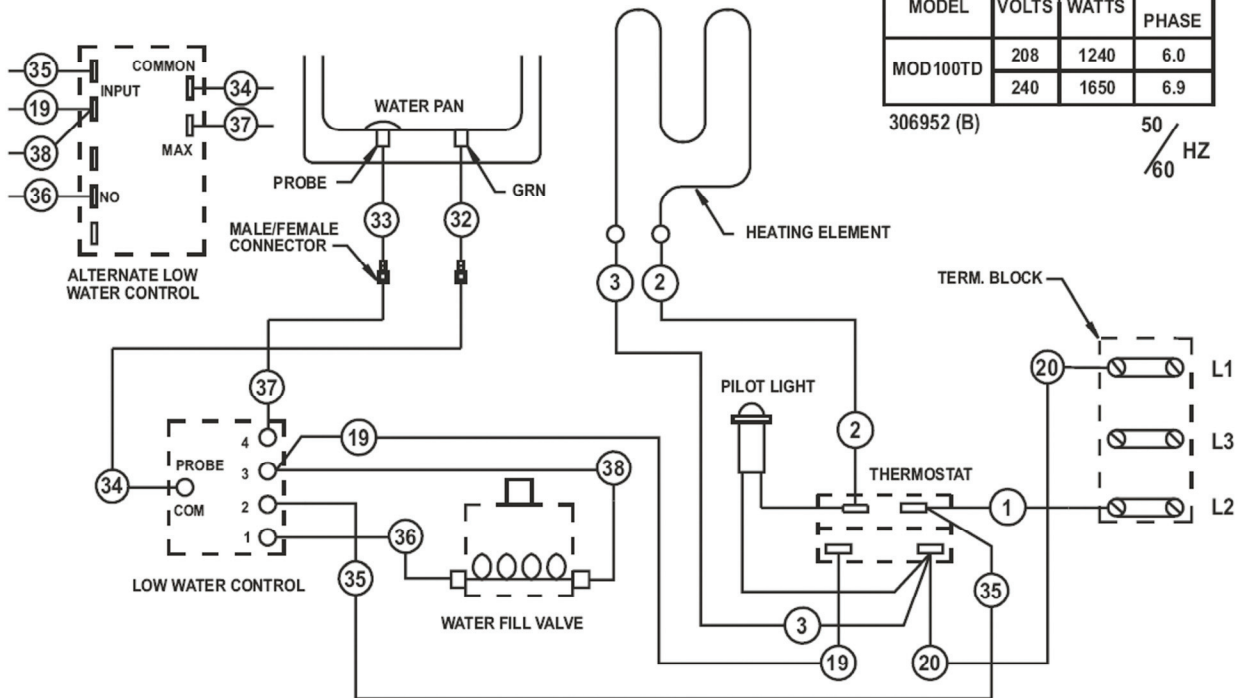 MODEL VOLTS WATTS PHASE
MOD100TD 208 1240 6.0
240 1650 6.9
306952 (B)
50/60 HZ
35
19
38
36
INPUT
NO
COMMON
MAX
34
37
ALTERNATE LOW
WATER CONTROL
WATER PAN
PROBE
GRN
33
32
MALE/FEMALE
CONNECTOR
HEATING ELEMENT
3
2
TERM. BLOCK
20
L1
L3
L2
PILOT LIGHT
2
THERMOSTAT
1
37
19
38
34
PROBE
COM
4
3
2
1
36
35
LOW WATER CONTROL
WATER FILL VALVE
35
3
19
20